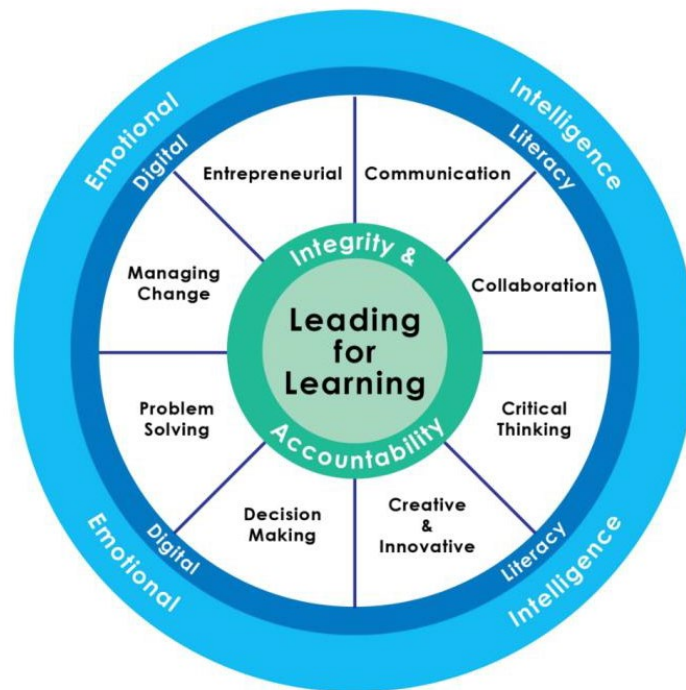 Emotional
Intelligence
Digital
Literacy
Entrepreneurial
Communication
Managing
Change
Collaboration
Integrity &
Leading
for
Learning
Accountability
Problem
Solving
Critical
Thinking
Decision
Making
Creative
&
Innovative
Digital
Literacy
Emotional
Intelligence